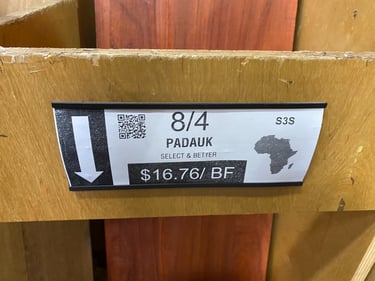 8/4
S3S
PADAUK
SELECT & BETTER
$16.76/ BF